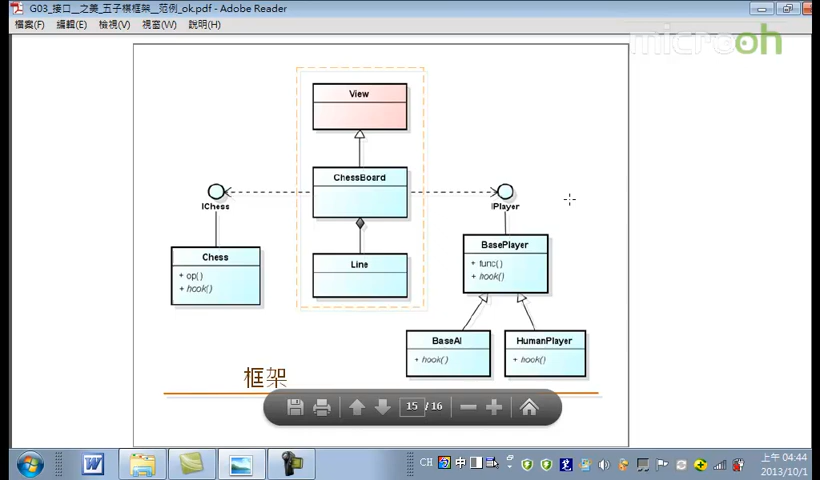 G03_接口__之美_五子棋框架__范例_ok.pdf - Adobe Reader
檔案(F) 編輯(E) 檢視(V) 視窗(W) 說明(H)
microoh
View
ChessBoard
IChess
IPlayer
Chess
+ op()
+ hook()
Line
BasePlayer
+ func()
+ hook()
BaseAI
+ hook()
HumanPlayer
+ hook()
框架
15 / 16
CH 中
上午 04:44
2013/10/1